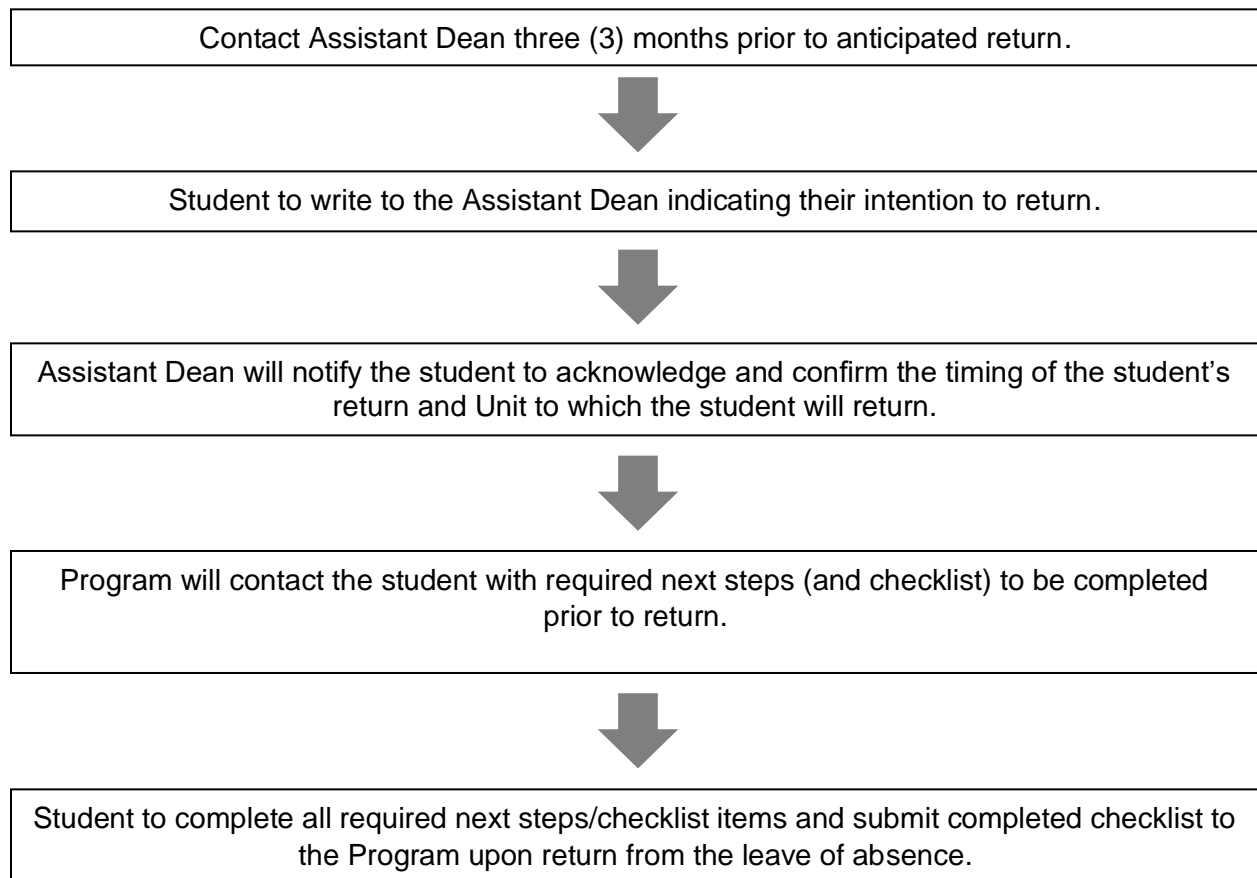 Contact Assistant Dean three (3) months prior to anticipated return.
Student to write to the Assistant Dean indicating their intention to return.
Assistant Dean will notify the student to acknowledge and confirm the timing of the student’s
return and Unit to which the student will return.
Program will contact the student with required next steps (and checklist) to be completed
prior to return.
Student to complete all required next steps/checklist items and submit completed checklist to
the Program upon return from the leave of absence.